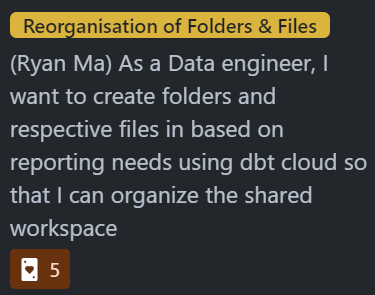 Reorganisation of Folders & Files
(Ryan Ma) As a Data engineer, I
want to create folders and
respective files in based on
reporting needs using dbt cloud so
that I can organize the shared
workspace
5